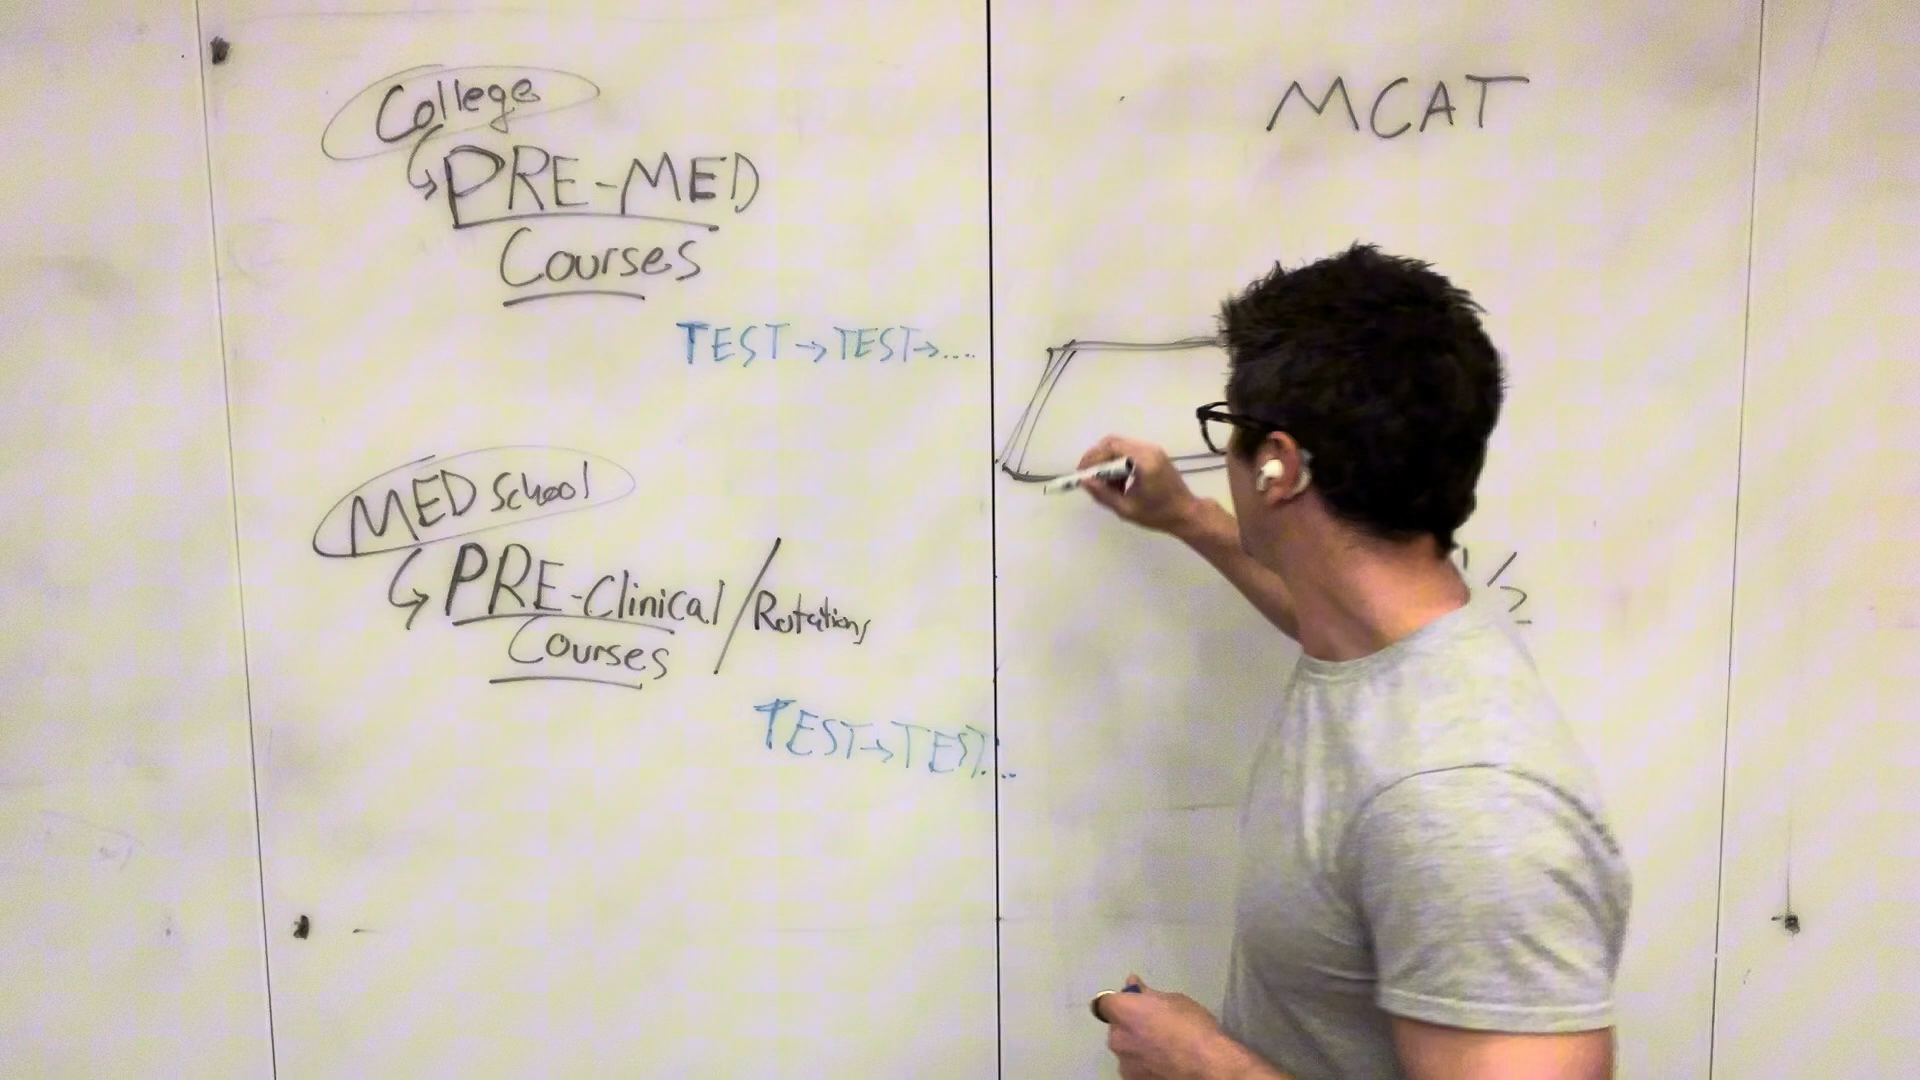 College
↳ PRE-MED
Courses
TEST→TEST→....
MED School
↳ PRE-Clinical / Rotations
Courses
TEST→TEST...
MCAT